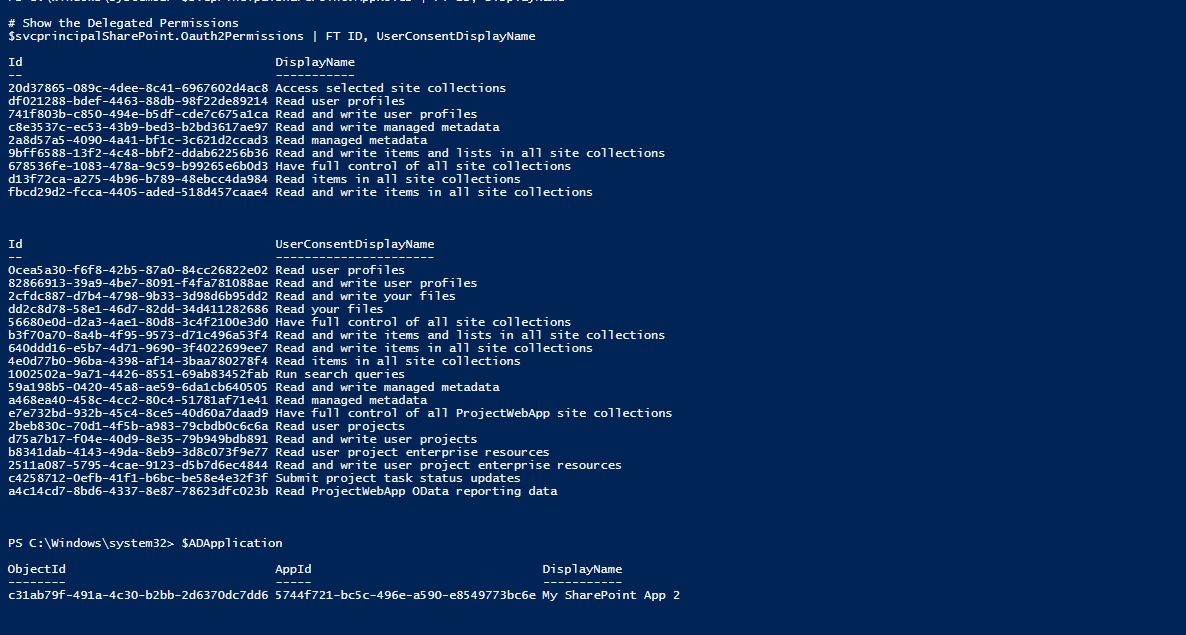 # Show the Delegated Permissions
$svcprincipalSharePoint.Oauth2Permissions | FT ID, UserConsentDisplayName
Id DisplayName
-- -----------
20d37865-089c-4dee-8c41-6967602d4ac8 Access selected site collections
df021288-bdef-4463-88db-98f22de89214 Read user profiles
741f803b-c850-494e-b5df-cde7c675a1ca Read and write user profiles
c8e3537c-ec53-43b9-bed3-b2bd3617ae97 Read and write managed metadata
2a8d57a5-4090-4a41-bf1c-3c621d2ccad3 Read managed metadata
9bff6588-13f2-4c48-bbf2-ddab62256b36 Read and write items and lists in all site collections
678536fe-1083-478a-9c59-b99265e6b0d3 Have full control of all site collections
d13f72ca-a275-4b96-b789-48ebcc4da984 Read items in all site collections
fbcd29d2-fcca-4405-aded-518d457caae4 Read and write items in all site collections
Id UserConsentDisplayName
-- ----------------------
0cea5a30-f6f8-42b5-87a0-84cc26822e02 Read user profiles
82866913-39a9-4be7-8091-f4fa781088ae Read and write user profiles
2cfdc887-d7b4-4798-9b33-3d98d6b95dd2 Read and write your files
dd2c8d78-58e1-46d7-82dd-34d411282686 Read your files
56680e0d-d2a3-4ae1-80d8-3c4f2100e3d0 Have full control of all site collections
b3f70a70-8a4b-4f95-9573-d71c496a53f4 Read and write items and lists in all site collections
640ddd16-e5b7-4d71-9690-3f4022699ee7 Read and write items in all site collections
4e0d77b0-96ba-4398-af14-3baa780278f4 Read items in all site collections
1002502a-9a71-4426-8551-69ab83452fab Run search queries
59a198b5-0420-45a8-ae59-6da1cb640505 Read and write managed metadata
a468ea40-458c-4cc2-80c4-51781af71e41 Read managed metadata
e7e732bd-932b-45c4-8ce5-40d60a7daad9 Have full control of all ProjectWebApp site collections
2beb830c-70d1-4f5b-a983-79cbdb0c6c6a Read user projects
d75a7b17-f04e-40d9-8e35-79b949bdb891 Read and write user projects
b8341dab-4143-49da-8eb9-3d8c073f9e77 Read user project enterprise resources
2511a087-5795-4cae-9123-d5b7d6ec4844 Read and write user project enterprise resources
c4258712-0efb-41f1-b6bc-be58e4e32f3f Submit project task status updates
a4c14cd7-8bd6-4337-8e87-78623dfc023b Read ProjectWebApp OData reporting data
PS C:\Windows\system32> $ADApplication
ObjectId AppId DisplayName
-------- ----- -----------
c31ab79f-491a-4c30-b2bb-2d6370dc7dd6 5744f721-bc5c-496e-a590-e8549773bc6e My SharePoint App 2